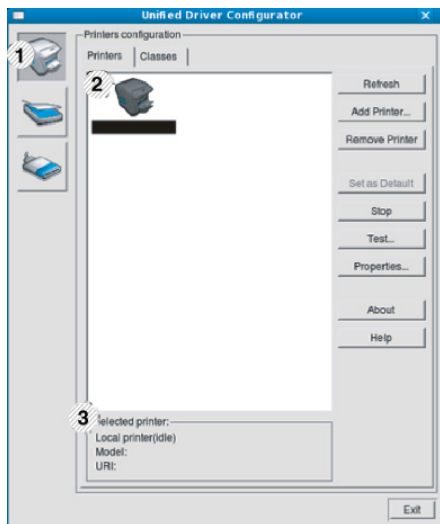 Unified Driver Configurator
Printers configuration
1
Printers
Classes
2
Refresh
Add Printer...
Remove Printer
Set as Default
Stop
Test...
Properties...
About
Help
3
Selected printer:
Local printer(idle)
Model:
URI:
Exit